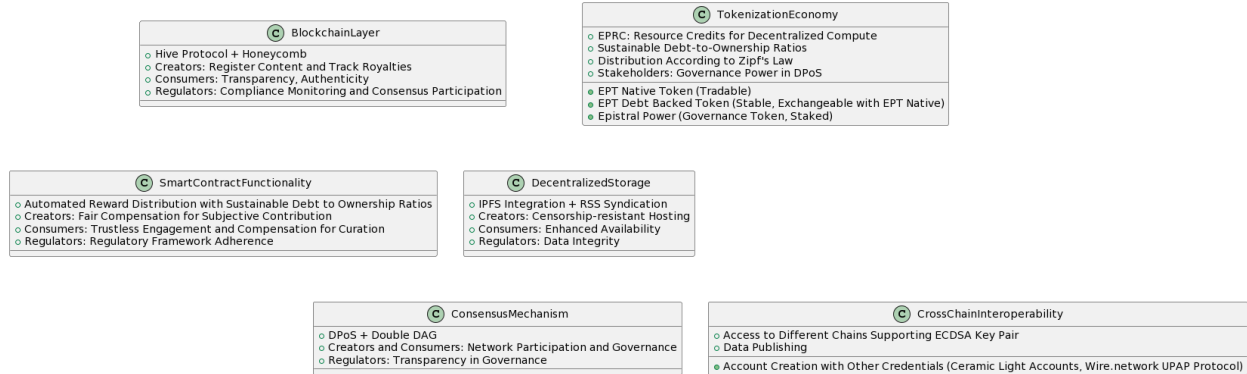 C BlockchainLayer
Hive Protocol + Honeycomb
Creators: Register Content and Track Royalties
Consumers: Transparency, Authenticity
Regulators: Compliance Monitoring and Consensus Participation
C TokenizationEconomy
EPRC: Resource Credits for Decentralized Compute
Sustainable Debt-to-Ownership Ratios
Distribution According to Zipf's Law
Stakeholders: Governance Power in DPoS
EPT Native Token (Tradable)
EPT Debt Backed Token (Stable, Exchangeable with EPT Native)
Epistral Power (Governance Token, Staked)
C SmartContractFunctionality
Automated Reward Distribution with Sustainable Debt to Ownership Ratios
Creators: Fair Compensation for Subjective Contribution
Consumers: Trustless Engagement and Compensation for Curation
Regulators: Regulatory Framework Adherence
C DecentralizedStorage
IPFS Integration + RSS Syndication
Creators: Censorship-resistant Hosting
Consumers: Enhanced Availability
Regulators: Data Integrity
C ConsensusMechanism
DPoS + Double DAG
Creators and Consumers: Network Participation and Governance
Regulators: Transparency in Governance
C CrossChainInteroperability
Access to Different Chains Supporting ECDSA Key Pair
Data Publishing
Account Creation with Other Credentials (Ceramic Light Accounts, Wire.network UPAP Protocol)